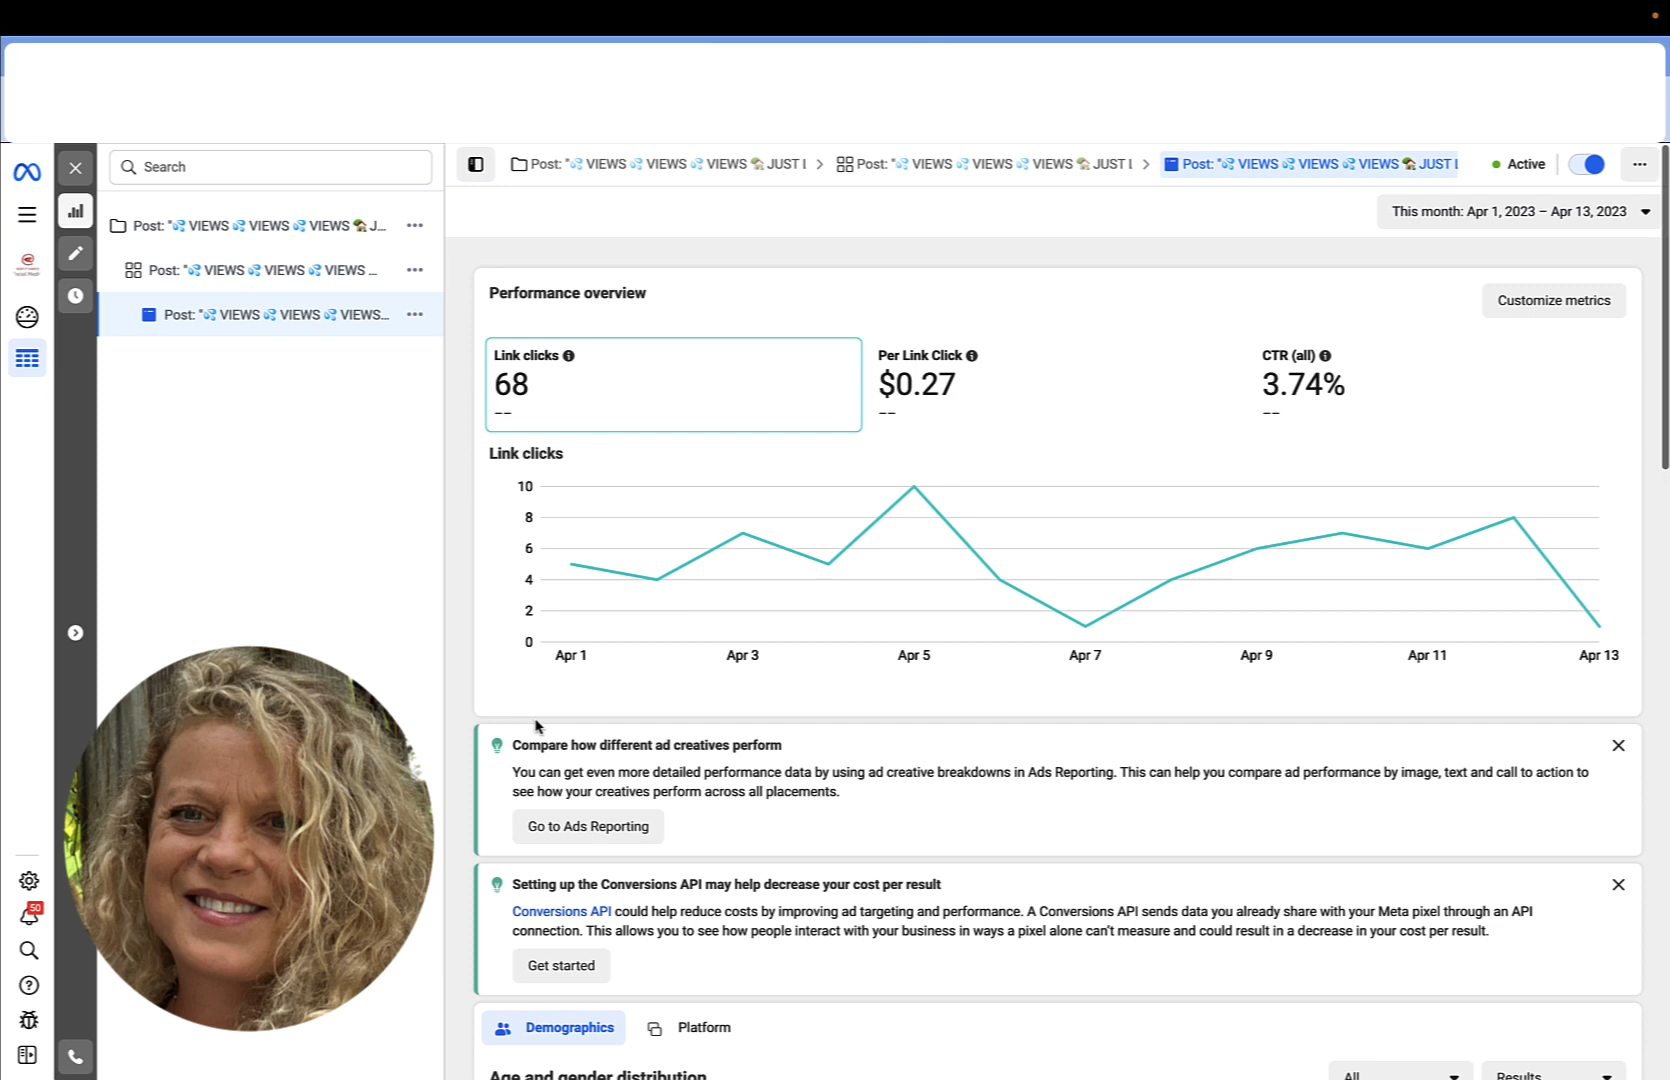 Search
Post: "💦 VIEWS 💦 VIEWS 💦 VIEWS 🏡 JUST L
Post: "💦 VIEWS 💦 VIEWS 💦 VIEWS 🏡 JUST L
Post: "💦 VIEWS 💦 VIEWS 💦 VIEWS 🏡 JUST L
Active
This month: Apr 1, 2023 – Apr 13, 2023
Post: "💦 VIEWS 💦 VIEWS 💦 VIEWS 🏡 J...
Post: "💦 VIEWS 💦 VIEWS 💦 VIEWS ...
Post: "💦 VIEWS 💦 VIEWS 💦 VIEWS...
Performance overview
Customize metrics
Link clicks
68
--
Per Link Click
$0.27
--
CTR (all)
3.74%
--
Link clicks
10
8
6
4
2
0
Apr 1
Apr 3
Apr 5
Apr 7
Apr 9
Apr 11
Apr 13
Compare how different ad creatives perform
You can get even more detailed performance data by using ad creative breakdowns in Ads Reporting. This can help you compare ad performance by image, text and call to action to
see how your creatives perform across all placements.
Go to Ads Reporting
Setting up the Conversions API may help decrease your cost per result
Conversions API could help reduce costs by improving ad targeting and performance. A Conversions API sends data you already share with your Meta pixel through an API
connection. This allows you to see how people interact with your business in ways a pixel alone can't measure and could result in a decrease in your cost per result.
Get started
50
Demographics
Platform
Age and gender distribution
All
Results